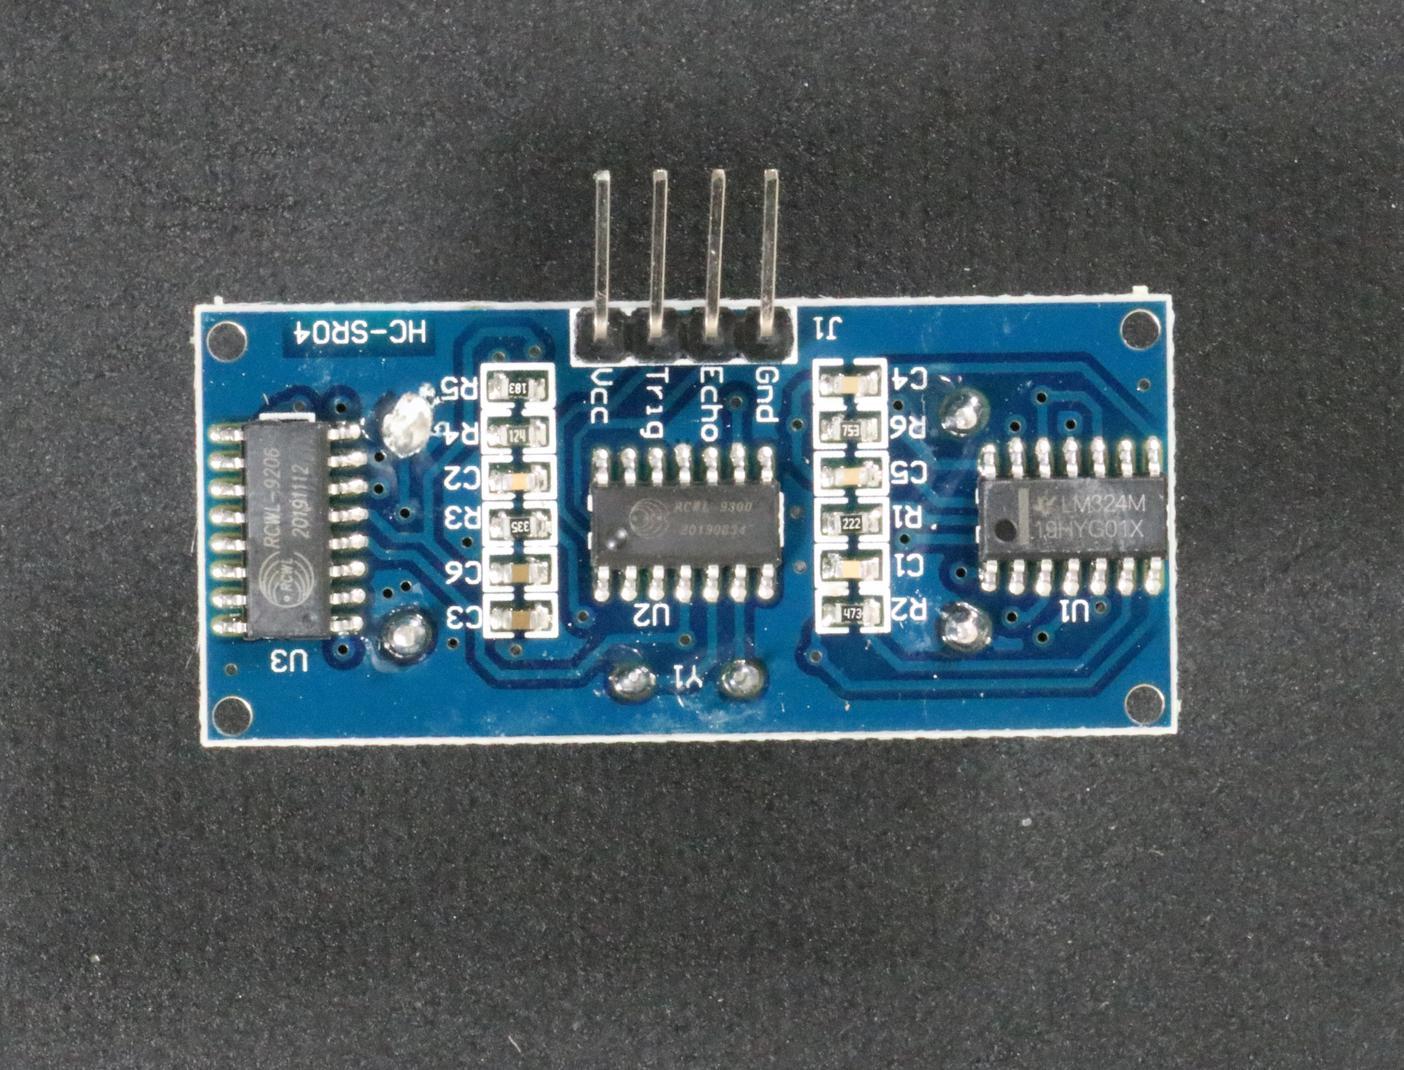 HC-SR04
J1
Vcc
Trig
Echo
Gnd
R5
183
R4
124
C2
R3
335
C6
C3
C4
R6
753
C5
R1
222
C1
R2
473
RCWL-9206
20191112
RCWL
U3
RCWL 9300
20190834
U2
LM324M
19HYG01X
U1
Y1